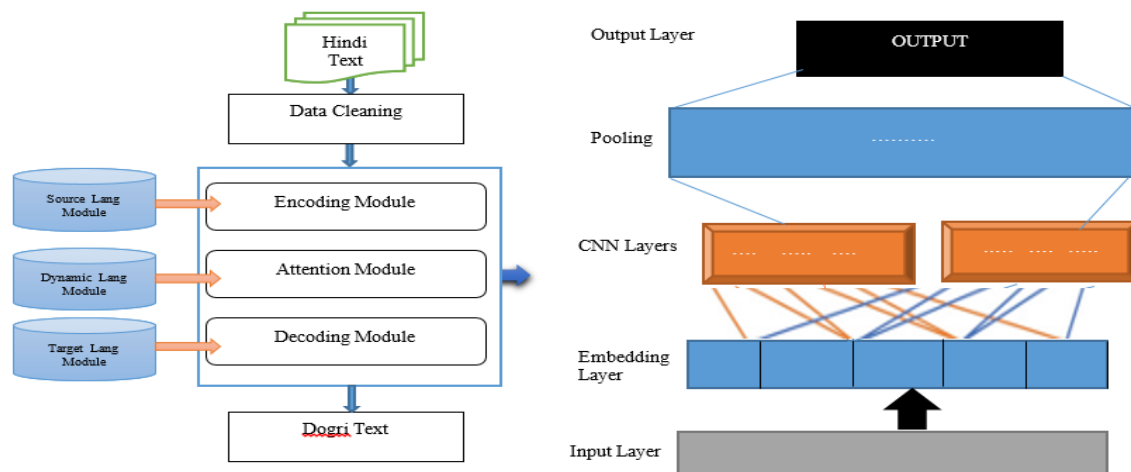 Hindi
Text
Data Cleaning
Source Lang
Module
Encoding Module
Dynamic Lang
Module
Attention Module
Target Lang
Module
Decoding Module
Dogri Text
Output Layer
OUTPUT
Pooling
----------
CNN Layers
---- ----- ----
---- ---- ----
Embedding
Layer
Input Layer